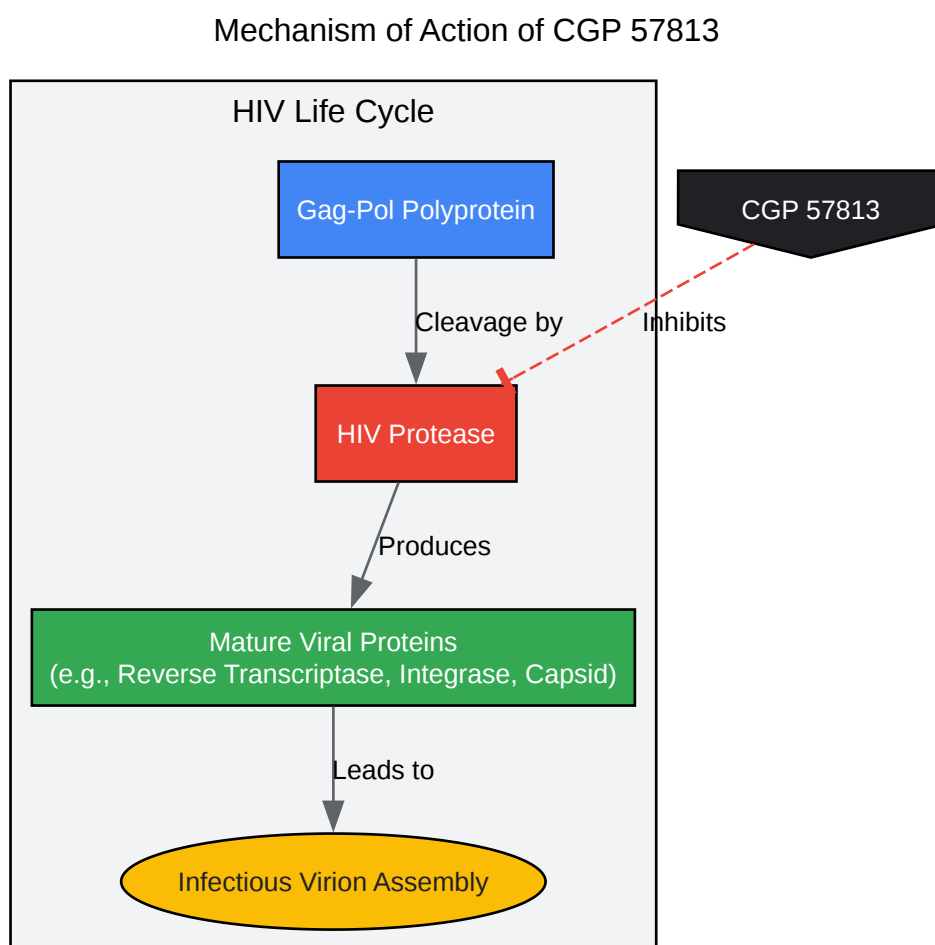 Mechanism of Action of CGP 57813
HIV Life Cycle
Gag-Pol Polyprotein
CGP 57813
Cleavage by
Inhibits
HIV Protease
Produces
Mature Viral Proteins
(e.g., Reverse Transcriptase, Integrase, Capsid)
Leads to
Infectious Virion Assembly